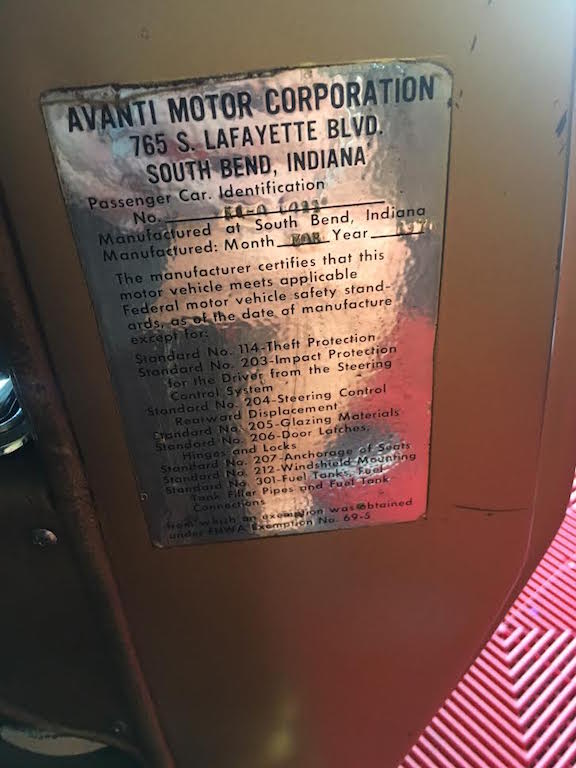 AVANTI MOTOR CORPORATION
765 S. LAFAYETTE BLVD.
SOUTH BEND, INDIANA
Passenger Car. Identification
No.
Manufactured at South Bend, Indiana
Manufactured: Month Year
The manufacturer certifies that this
motor vehicle meets applicable
Federal motor vehicle safety stand-
ards, as of the date of manufacture
except for:
Standard No. 114-Theft Protection
Standard No. 203-Impact Protection
for the Driver from the Steering
Control System
Standard No. 204-Steering Control
Rearward Displacement
Standard No. 205-Glazing Materials
Standard No. 206-Door Latches,
Hinges and Locks
Standard No. 207-Anchorage of Seats
Standard No. 212-Windshield Mounting
Standard No. 301-Fuel Tanks, Fuel
Tank Filler Pipes and Fuel Tank
Connections
from which an exemption was obtained
under FHWA Exemption No. 69-5